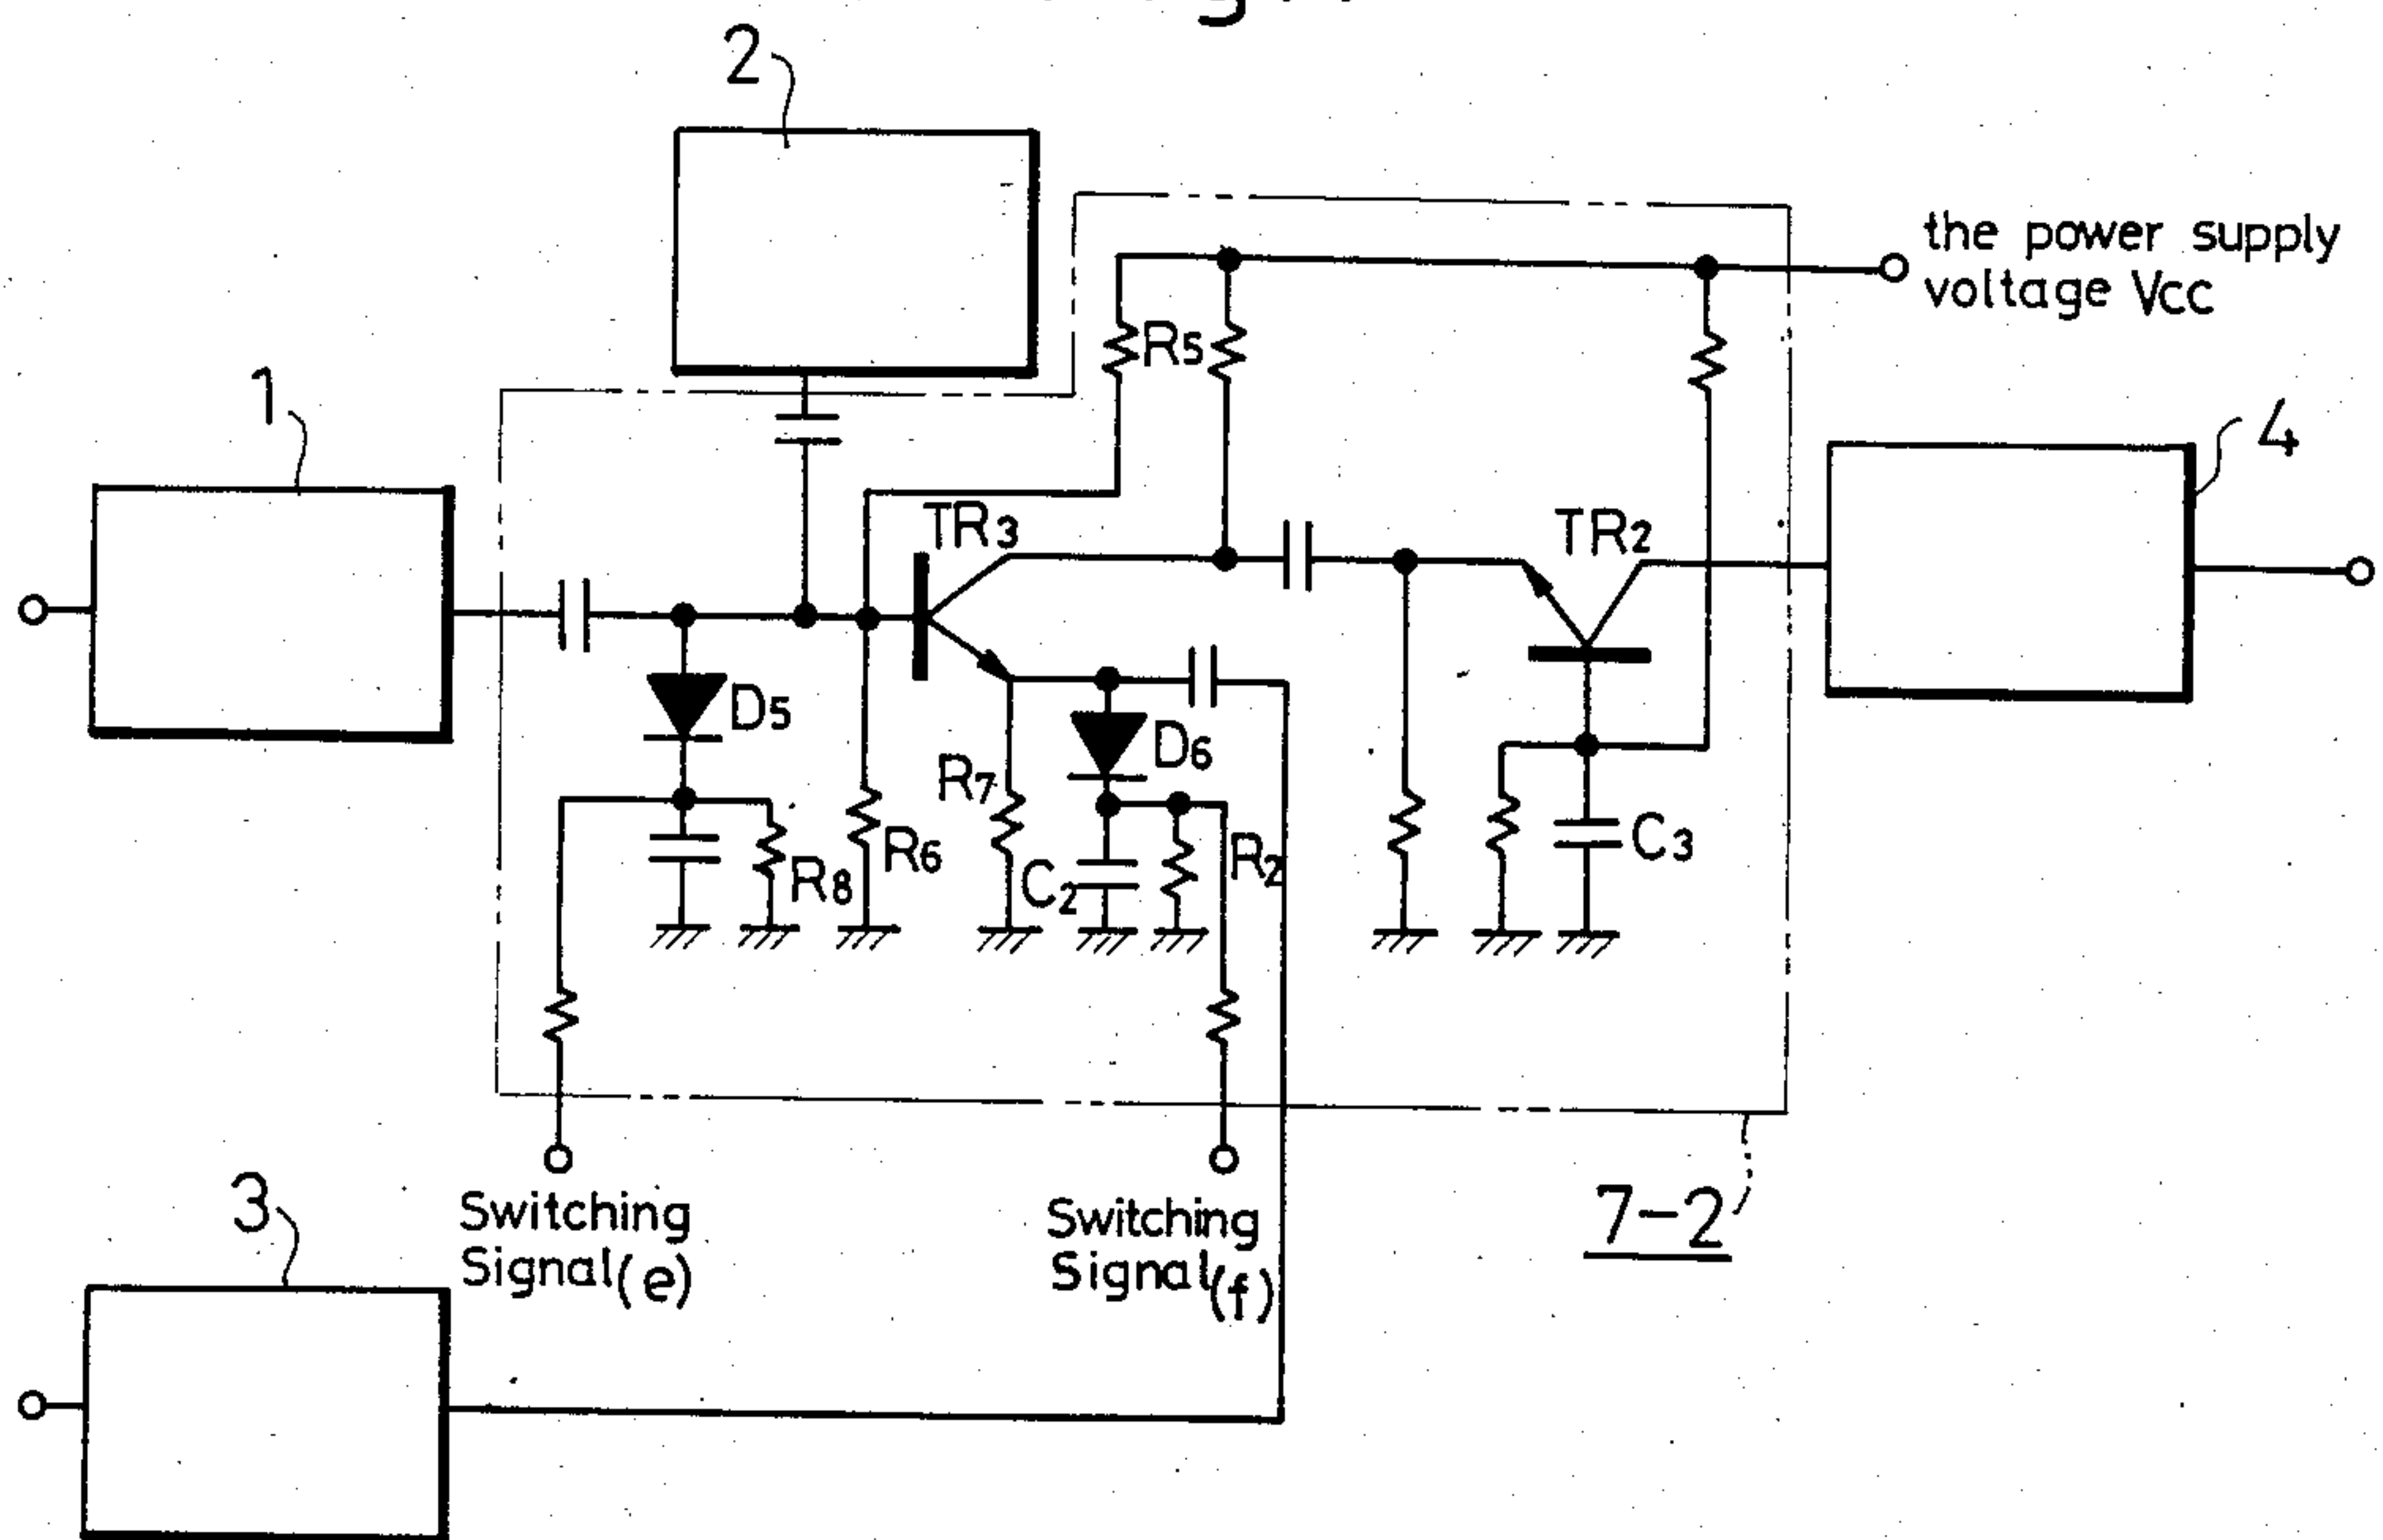 2
the power supply
voltage VCC
1
R5
4
TR3
TR2
D5
D6
R7
R8
R6
C2
R2
C3
3
Switching
Signal(e)
Switching
Signal(f)
7-2